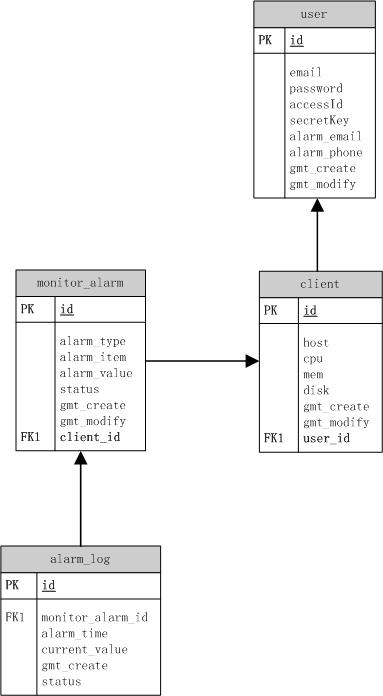 user
PK id
email
password
accessId
secretKey
alarm_email
alarm_phone
gmt_create
gmt_modify
monitor_alarm
PK id
alarm_type
alarm_item
alarm_value
status
gmt_create
gmt_modify
FK1 client_id
client
PK id
host
cpu
mem
disk
gmt_create
gmt_modify
FK1 user_id
alarm_log
PK id
FK1 monitor_alarm_id
alarm_time
current_value
gmt_create
status